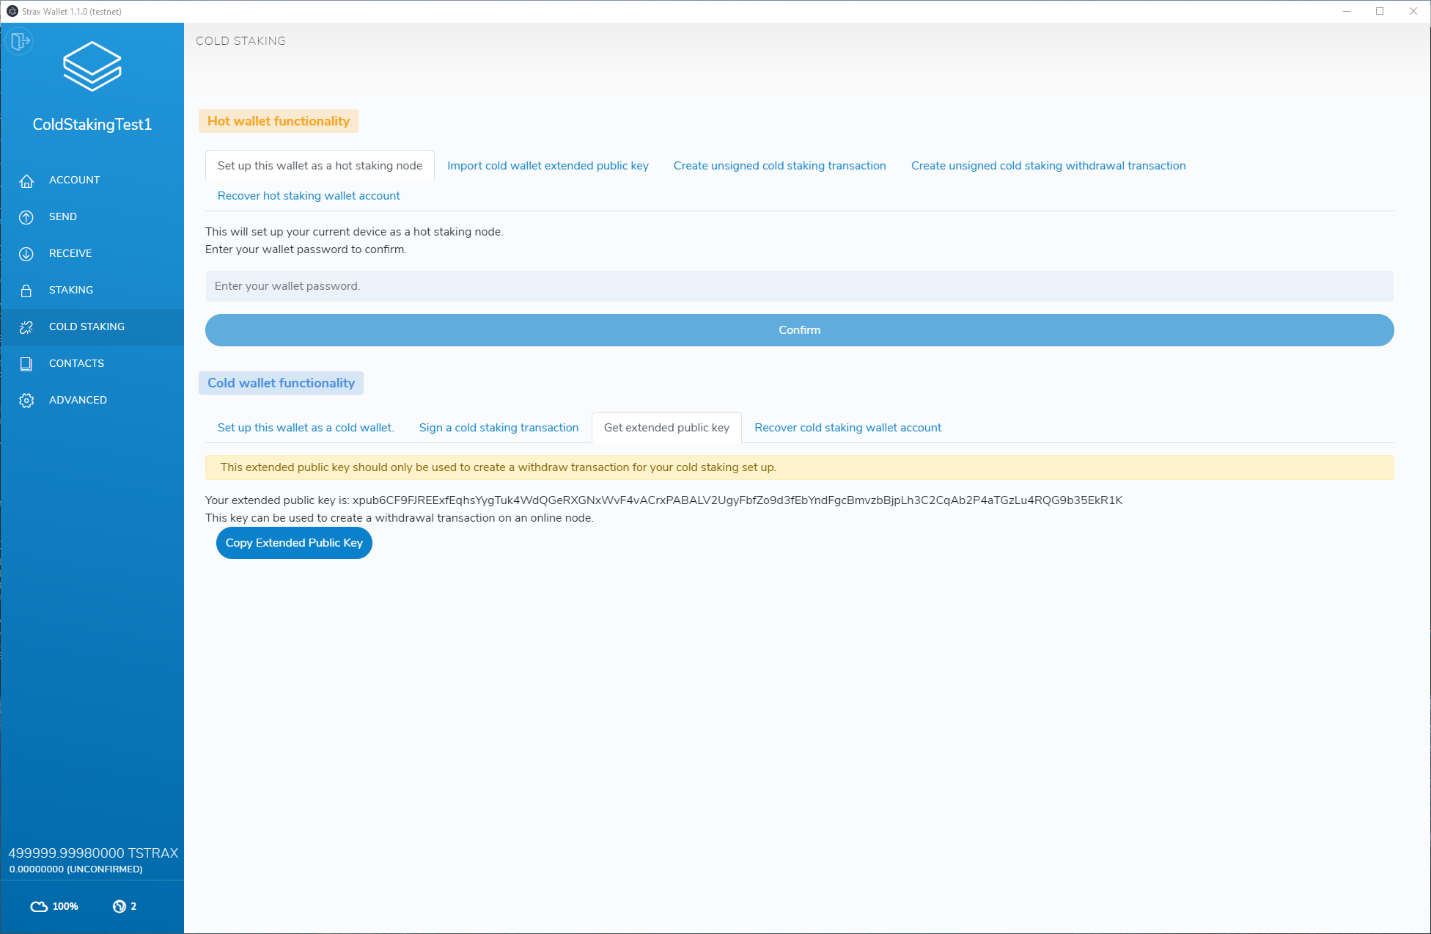 Strax Wallet 1.1.0 (testnet)
COLD STAKING
ColdStakingTest1
ACCOUNT
SEND
RECEIVE
STAKING
COLD STAKING
CONTACTS
ADVANCED
499999.99980000 TSTRAX
0.00000000 (UNCONFIRMED)
100% 2
Hot wallet functionality
Set up this wallet as a hot staking node Import cold wallet extended public key Create unsigned cold staking transaction Create unsigned cold staking withdrawal transaction
Recover hot staking wallet account
This will set up your current device as a hot staking node.
Enter your wallet password to confirm.
Enter your wallet password.
Confirm
Cold wallet functionality
Set up this wallet as a cold wallet. Sign a cold staking transaction Get extended public key Recover cold staking wallet account
This extended public key should only be used to create a withdraw transaction for your cold staking set up.
Your extended public key is: xpub6CF9FJREExfEqhsYygTuk4WdQGeRXGNxWvF4vACrxPABALV2UgyFbfZo9d3fEbYndFgcBmvzbBjpLh3C2CqAb2P4aTGzLu4RQG9b35EkR1K
This key can be used to create a withdrawal transaction on an online node.
Copy Extended Public Key